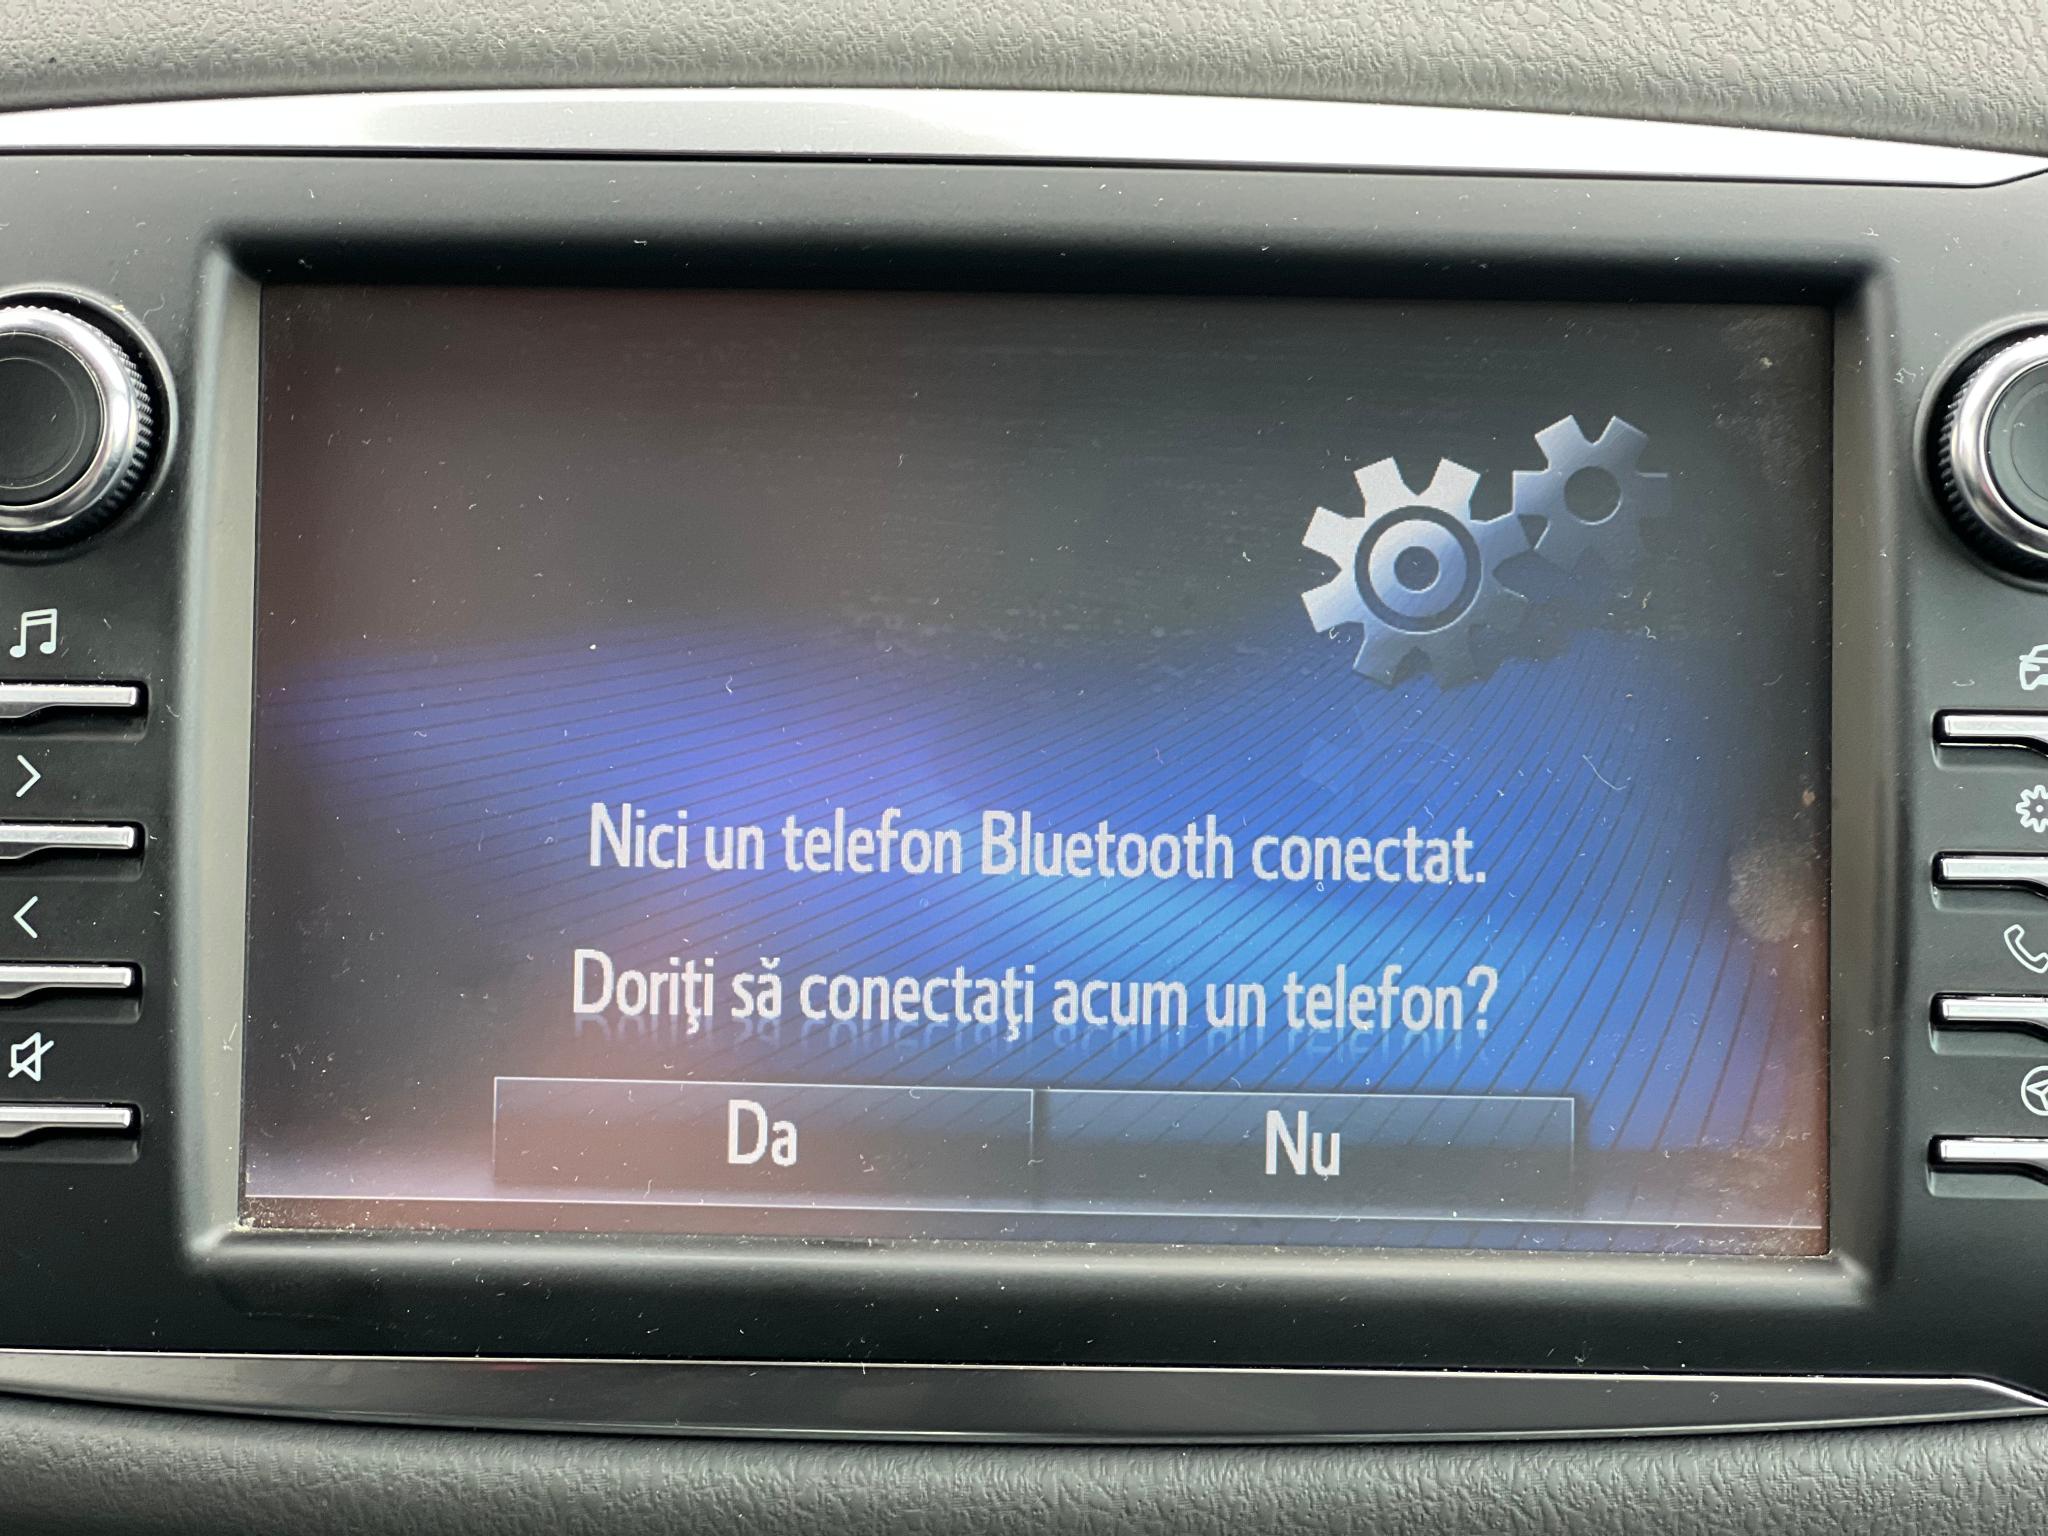 Nici un telefon Bluetooth conectat.
Doriţi să conectaţi acum un telefon?
Da
Nu